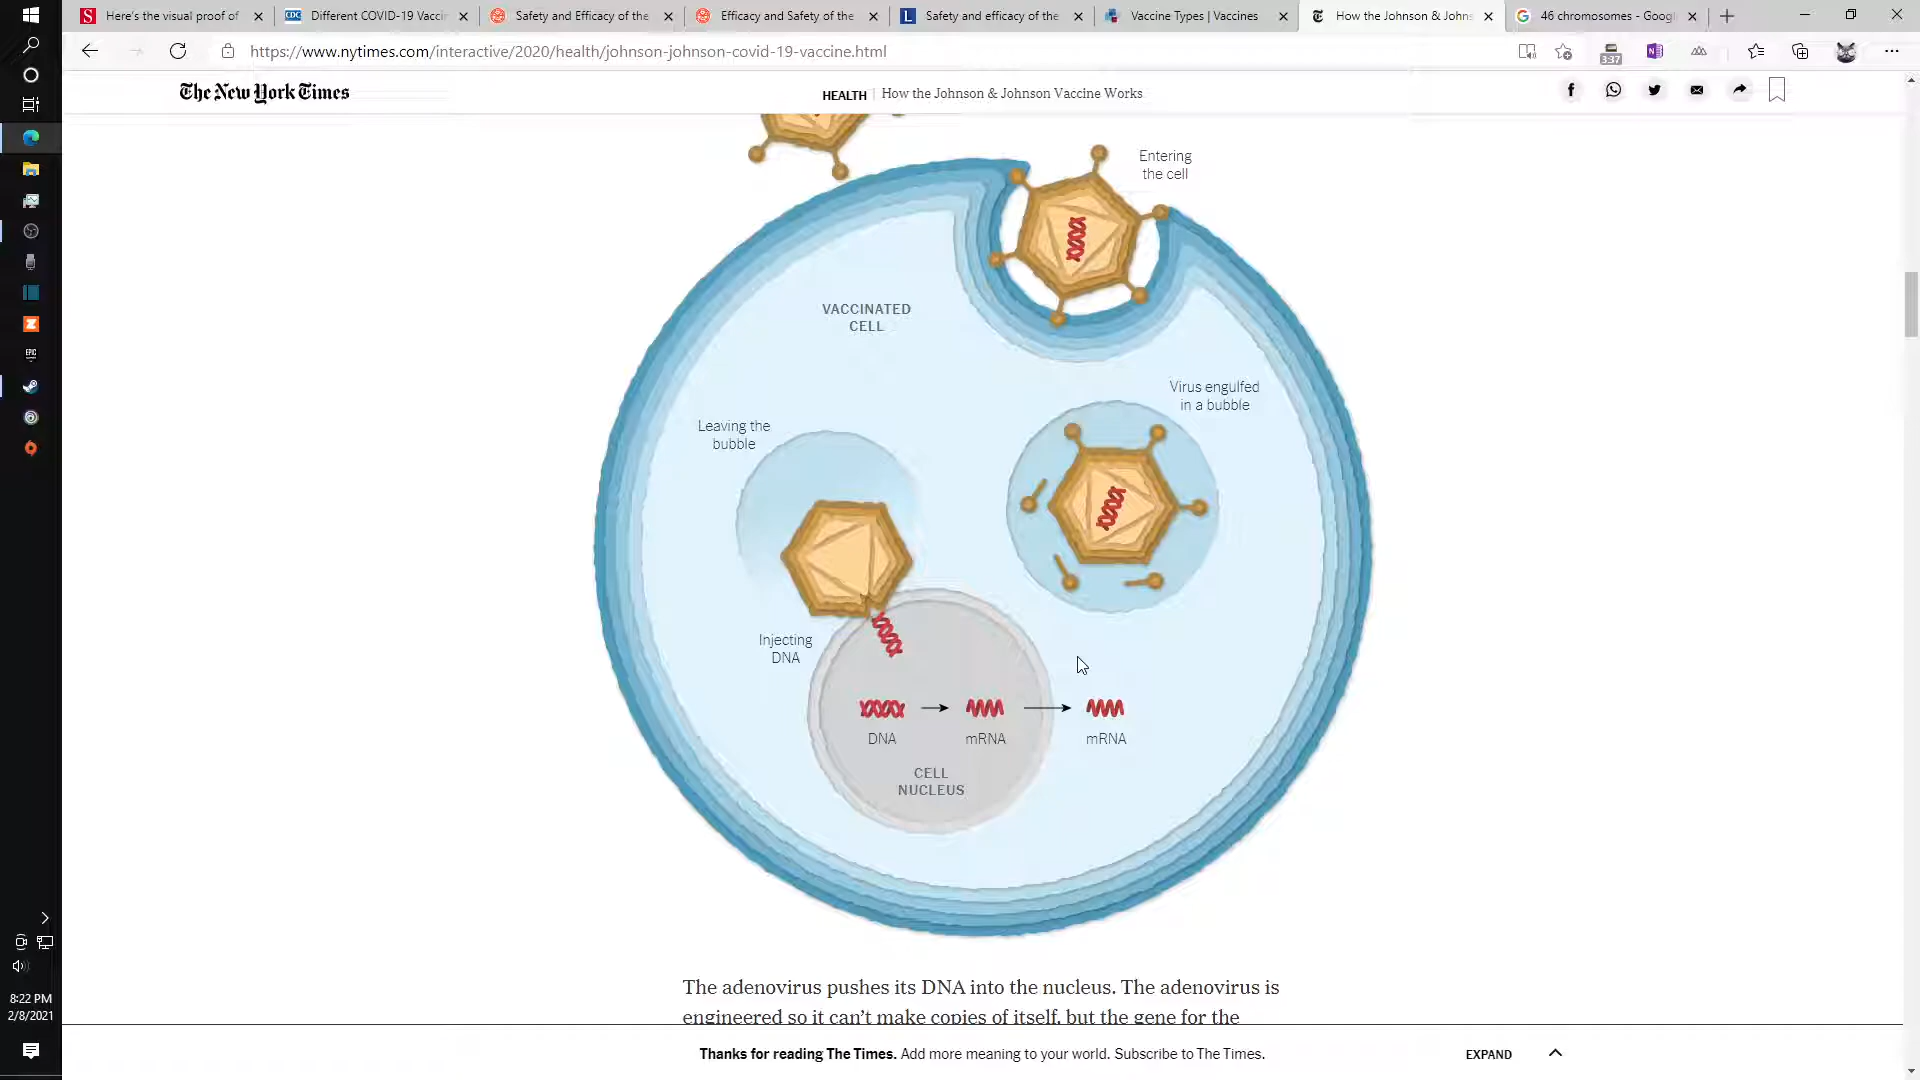 Here's the visual proof of
CDC
Different COVID-19 Vaccin
Safety and Efficacy of the
Efficacy and Safety of the
L
Safety and efficacy of the
Vaccine Types | Vaccines
How the Johnson & Johns
46 chromosomes - Googl
https://www.nytimes.com/interactive/2020/health/johnson-johnson-covid-19-vaccine.html
3:37
The New York Times
HEALTH | How the Johnson & Johnson Vaccine Works
Entering
the cell
VACCINATED
CELL
Virus engulfed
in a bubble
Leaving the
bubble
Injecting
DNA
DNA
mRNA
mRNA
CELL
NUCLEUS
The adenovirus pushes its DNA into the nucleus. The adenovirus is
engineered so it can't make copies of itself, but the gene for the
Thanks for reading The Times. Add more meaning to your world. Subscribe to The Times.
EXPAND
EPIC
8:22 PM
2/8/2021